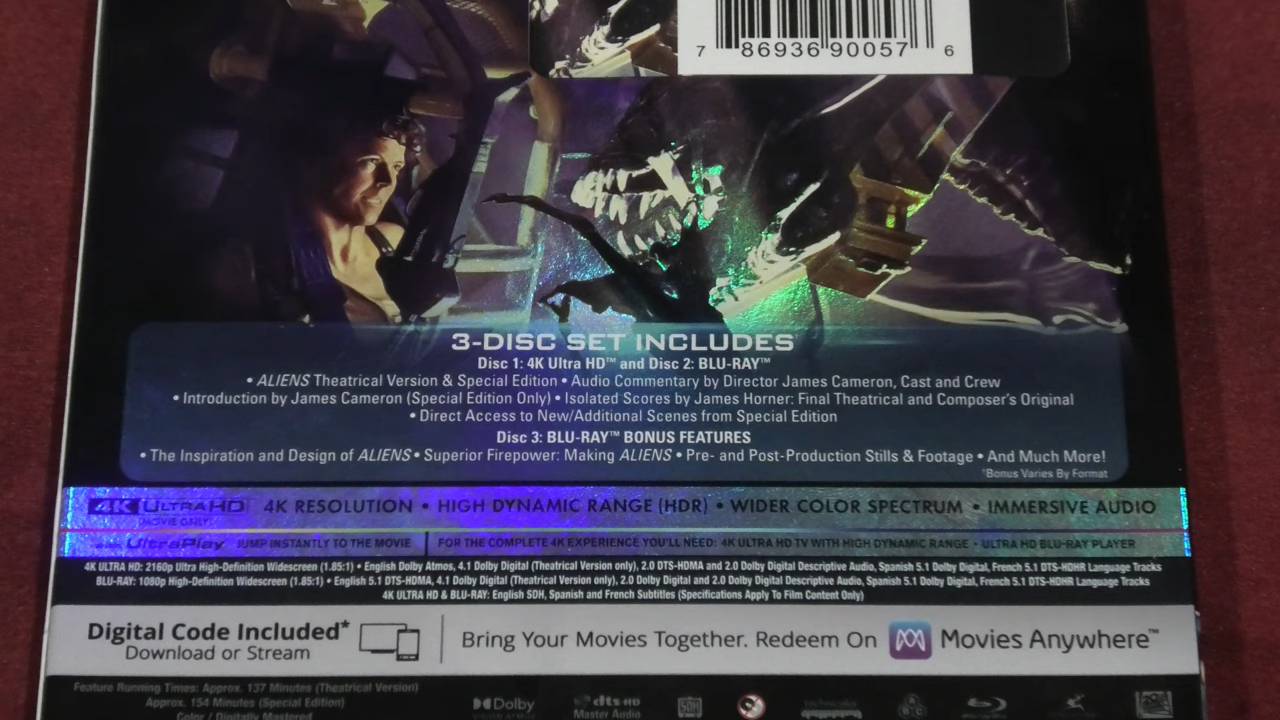 7 86936 90057 6
3-DISC SET INCLUDES
Disc 1: 4K Ultra HD™ and Disc 2: BLU-RAY™
• ALIENS Theatrical Version & Special Edition • Audio Commentary by Director James Cameron, Cast and Crew
• Introduction by James Cameron (Special Edition Only) • Isolated Scores by James Horner: Final Theatrical and Composer's Original
• Direct Access to New/Additional Scenes from Special Edition
Disc 3: BLU-RAY™ BONUS FEATURES
• The Inspiration and Design of ALIENS • Superior Firepower: Making ALIENS • Pre- and Post-Production Stills & Footage • And Much More!
*Bonus Varies By Format
4K ULTRA HD 4K RESOLUTION • HIGH DYNAMIC RANGE (HDR) • WIDER COLOR SPECTRUM • IMMERSIVE AUDIO
(MOVIE ONLY)
UltraPlay JUMP INSTANTLY TO THE MOVIE FOR THE COMPLETE 4K EXPERIENCE YOU'LL NEED: 4K ULTRA HD TV WITH HIGH DYNAMIC RANGE • ULTRA HD BLU-RAY PLAYER
4K ULTRA HD: 2160p Ultra High-Definition Widescreen (1.85:1) • English Dolby Atmos, 4.1 Dolby Digital (Theatrical Version only), 2.0 DTS-HDMA and 2.0 Dolby Digital Descriptive Audio, Spanish 5.1 Dolby Digital, French 5.1 DTS-HDHR Language Tracks
BLU-RAY: 1080p High-Definition Widescreen (1.85:1) • English 5.1 DTS-HDMA, 4.1 Dolby Digital (Theatrical Version only), 2.0 Dolby Digital and 2.0 Dolby Digital Descriptive Audio, Spanish 5.1 Dolby Digital, French 5.1 DTS-HDHR Language Tracks
4K ULTRA HD & BLU-RAY: English SDH, Spanish and French Subtitles (Specifications Apply To Film Content Only)
Digital Code Included*
Download or Stream
Bring Your Movies Together. Redeem On Movies Anywhere™
Feature Running Times: Approx. 137 Minutes (Theatrical Version)
Approx. 154 Minutes (Special Edition)
Color / Digitally Mastered
Dolby
VISION ATMOS
dts-HD
Master Audio
SDH